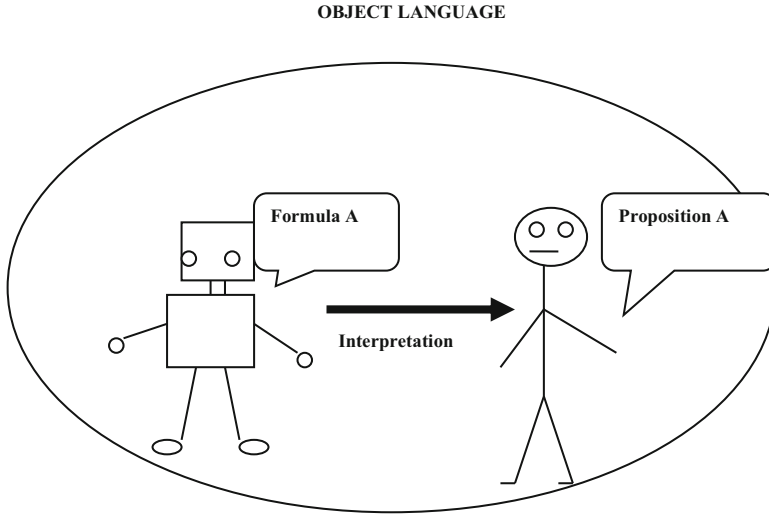 OBJECT LANGUAGE
Formula A
Proposition A
Interpretation